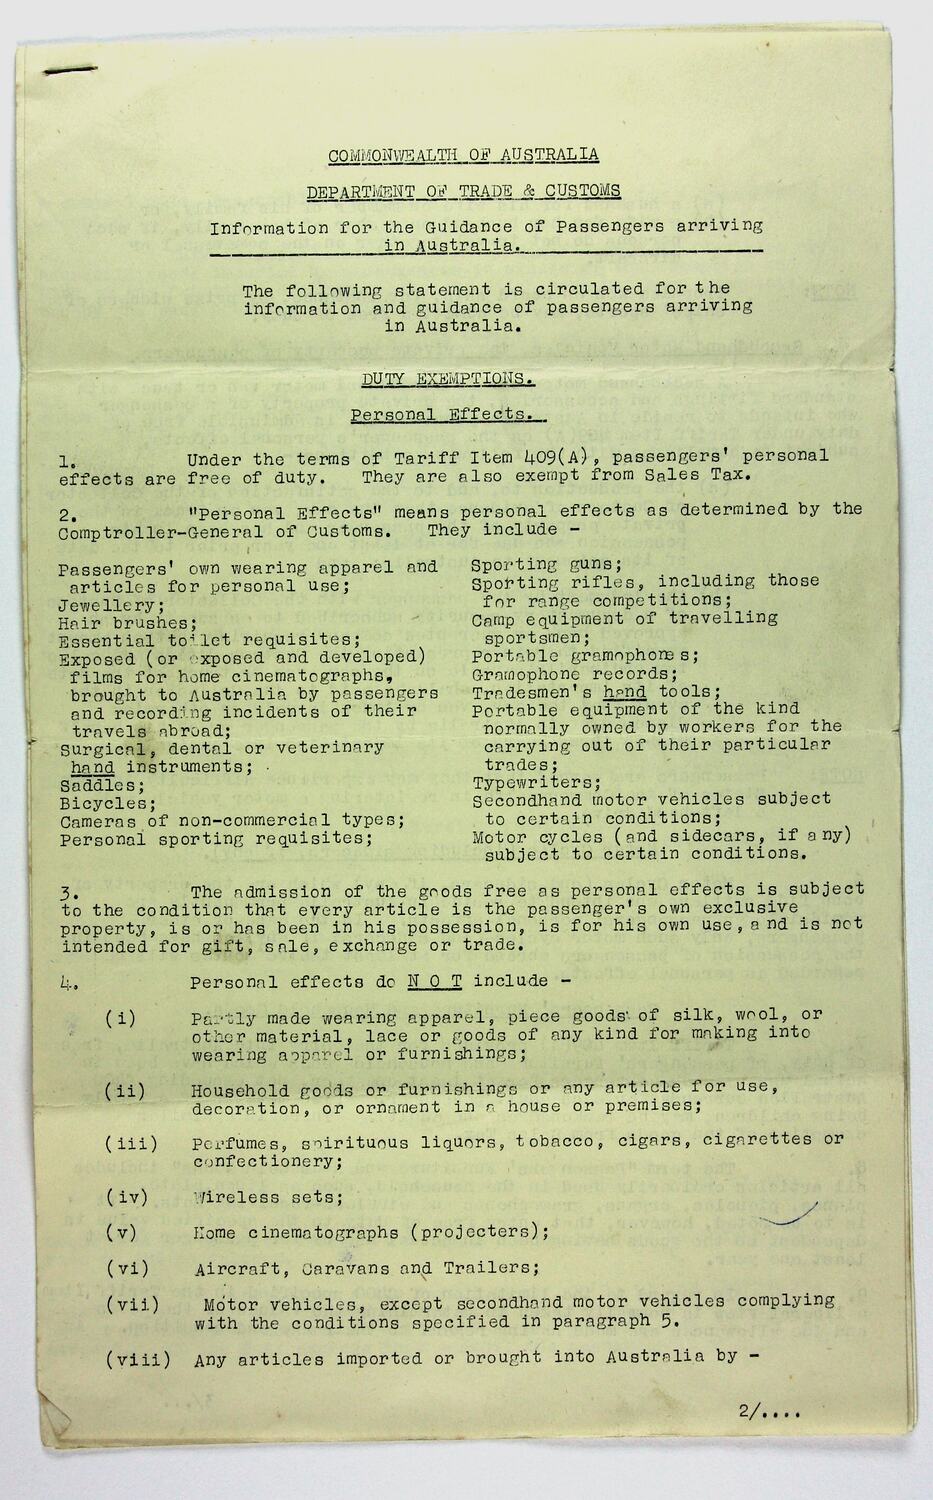 COMMONWEALTH OF AUSTRALIA
DEPARTMENT OF TRADE & CUSTOMS
Information for the Guidance of Passengers arriving
in Australia.
The following statement is circulated for the
information and guidance of passengers arriving
in Australia.
DUTY EXEMPTIONS.
Personal Effects.
1. Under the terms of Tariff Item 409(A), passengers' personal
effects are free of duty. They are also exempt from Sales Tax.
2. "Personal Effects" means personal effects as determined by the
Comptroller-General of Customs. They include -
Passengers' own wearing apparel and
articles for personal use;
Jewellery;
Hair brushes;
Essential toilet requisites;
Exposed (or exposed and developed)
films for home cinematographs,
brought to Australia by passengers
and recording incidents of their
travels abroad;
Surgical, dental or veterinary
hand instruments;
Saddles;
Bicycles;
Cameras of non-commercial types;
Personal sporting requisites;
Sporting guns;
Sporting rifles, including those
for range competitions;
Camp equipment of travelling
sportsmen;
Portable gramophones;
Gramophone records;
Tradesmen's hand tools;
Portable equipment of the kind
normally owned by workers for the
carrying out of their particular
trades;
Typewriters;
Secondhand motor vehicles subject
to certain conditions;
Motor cycles (and sidecars, if any)
subject to certain conditions.
3. The admission of the goods free as personal effects is subject
to the condition that every article is the passenger's own exclusive
property, is or has been in his possession, is for his own use, and is not
intended for gift, sale, exchange or trade.
4. Personal effects do N O T include -
(i) Partly made wearing apparel, piece goods of silk, wool, or
other material, lace or goods of any kind for making into
wearing apparel or furnishings;
(ii) Household goods or furnishings or any article for use,
decoration, or ornament in a house or premises;
(iii) Perfumes, spirituous liquors, tobacco, cigars, cigarettes or
confectionery;
(iv) Wireless sets;
(v) Home cinematographs (projecters);
(vi) Aircraft, Caravans and Trailers;
(vii) Motor vehicles, except secondhand motor vehicles complying
with the conditions specified in paragraph 5.
(viii) Any articles imported or brought into Australia by -
2/....